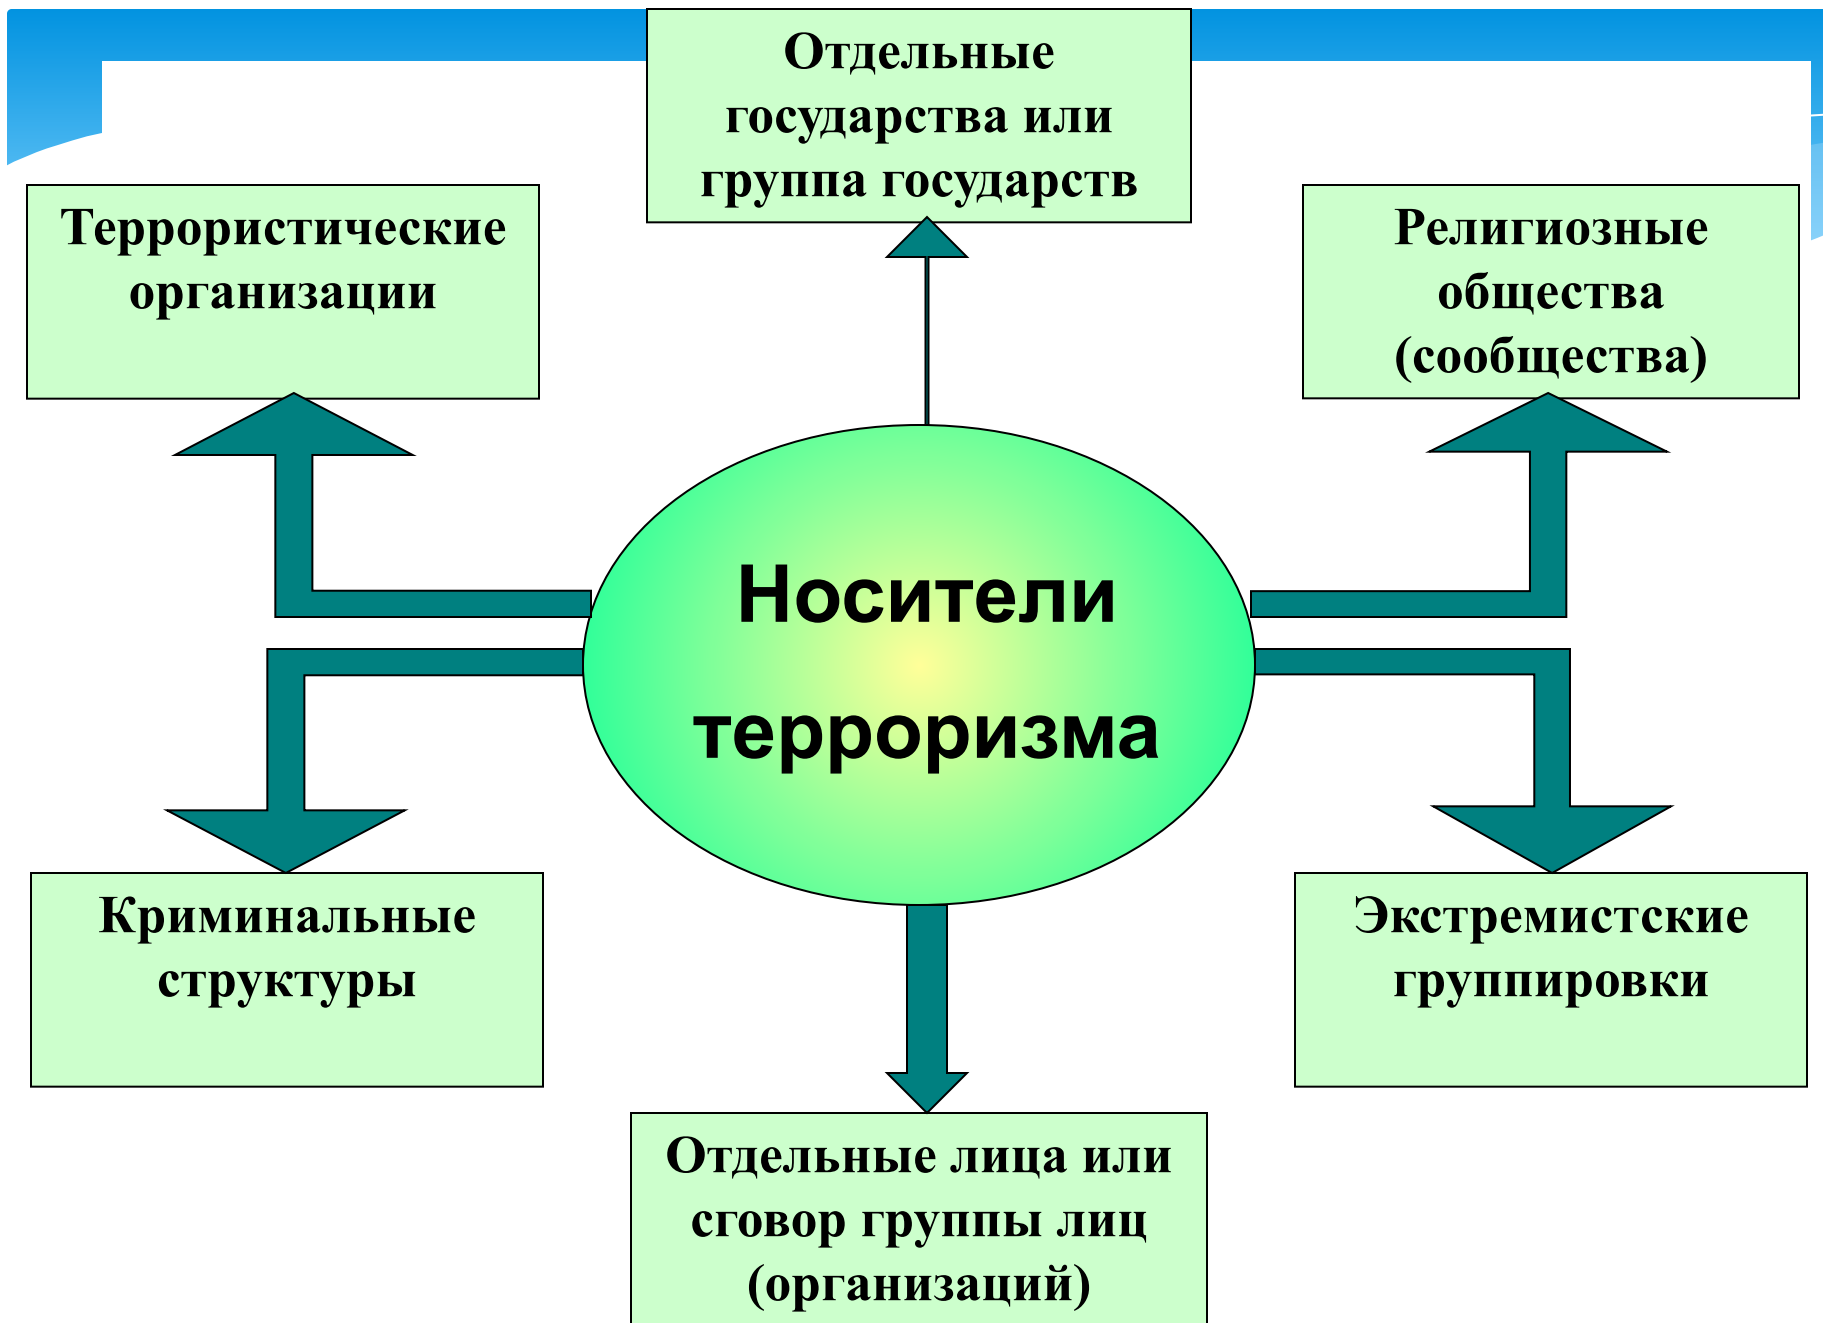 Отдельные
государства или
группа государств
Террористические
организации
Религиозные
общества
(сообщества)
Носители
терроризма
Криминальные
структуры
Экстремистские
группировки
Отдельные лица или
сговор группы лиц
(организаций)